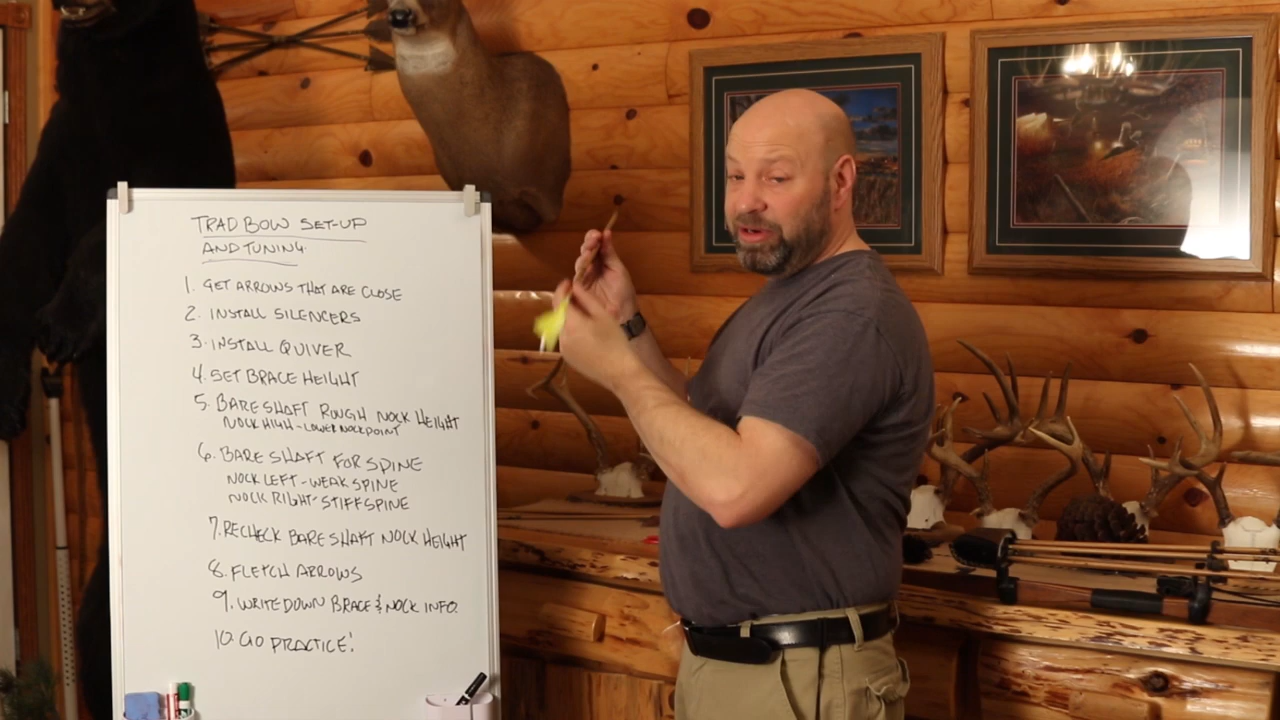 TRAD BOW SET-UP
AND TUNING
1. GET ARROWS THAT ARE CLOSE
2. INSTALL SILENCERS
3. INSTALL QUIVER
4. SET BRACE HEIGHT
5. BARE SHAFT ROUGH NOCK HEIGHT
NOCK HIGH - LOWER NOCK POINT
6. BARE SHAFT FOR SPINE
NOCK LEFT - WEAK SPINE
NOCK RIGHT - STIFF SPINE
7. RECHECK BARE SHAFT NOCK HEIGHT
8. FLETCH ARROWS
9. WRITE DOWN BRACE & NOCK INFO.
10. GO PRACTICE!